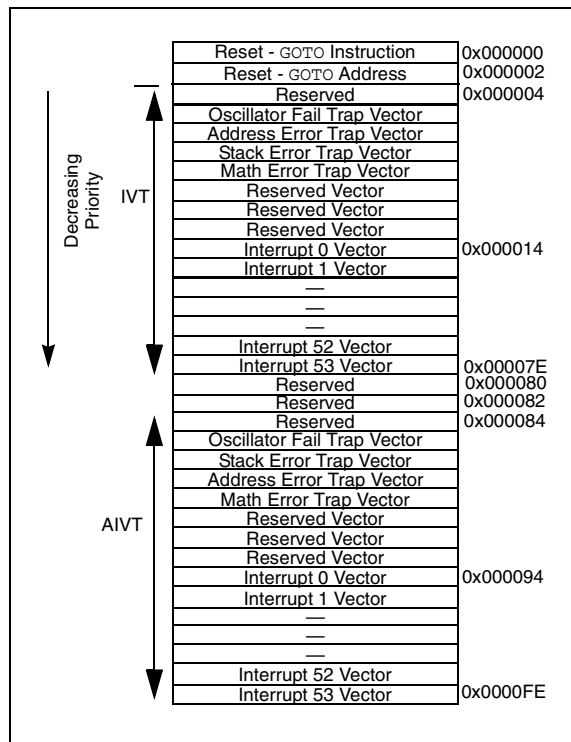 Reset - GOTO Instruction 0x000000
Reset - GOTO Address 0x000002
Reserved 0x000004
Oscillator Fail Trap Vector
Address Error Trap Vector
Stack Error Trap Vector
Math Error Trap Vector
Reserved Vector
Reserved Vector
Reserved Vector
Interrupt 0 Vector 0x000014
Interrupt 1 Vector
—
—
—
Interrupt 52 Vector
Interrupt 53 Vector 0x00007E
Reserved 0x000080
Reserved 0x000082
Reserved 0x000084
Oscillator Fail Trap Vector
Stack Error Trap Vector
Address Error Trap Vector
Math Error Trap Vector
Reserved Vector
Reserved Vector
Reserved Vector
Interrupt 0 Vector 0x000094
Interrupt 1 Vector
—
—
—
Interrupt 52 Vector
Interrupt 53 Vector 0x0000FE
Decreasing
Priority
IVT
AIVT